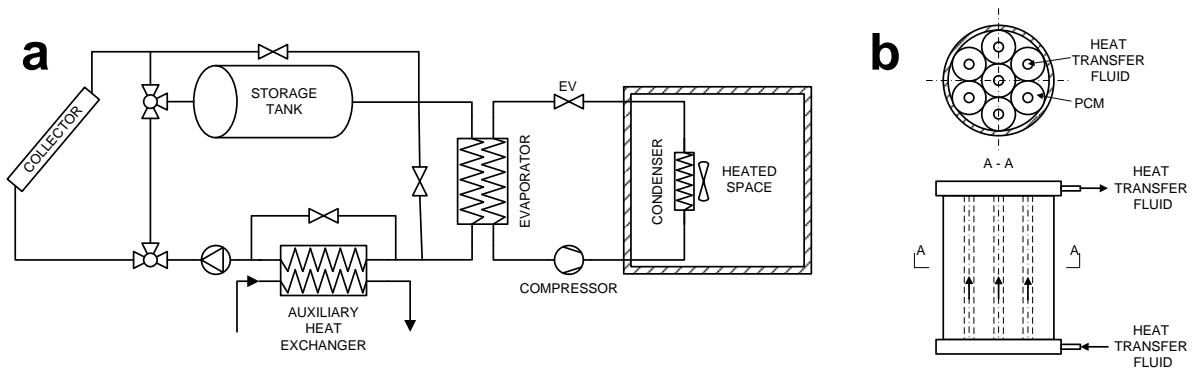 a
COLLECTOR
STORAGE
TANK
EVAPORATOR
EV
CONDENSER
HEATED
SPACE
COMPRESSOR
AUXILIARY
HEAT
EXCHANGER
b
HEAT
TRANSFER
FLUID
PCM
A - A
HEAT
TRANSFER
FLUID
A
A
HEAT
TRANSFER
FLUID